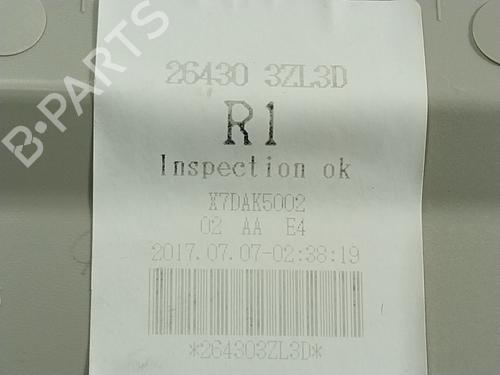 B-PARTS
26430 3ZL3D
R1
Inspection ok
X7DAK5002
02 AA E4
2017.07.07-02:38:19
*264303ZL3D*